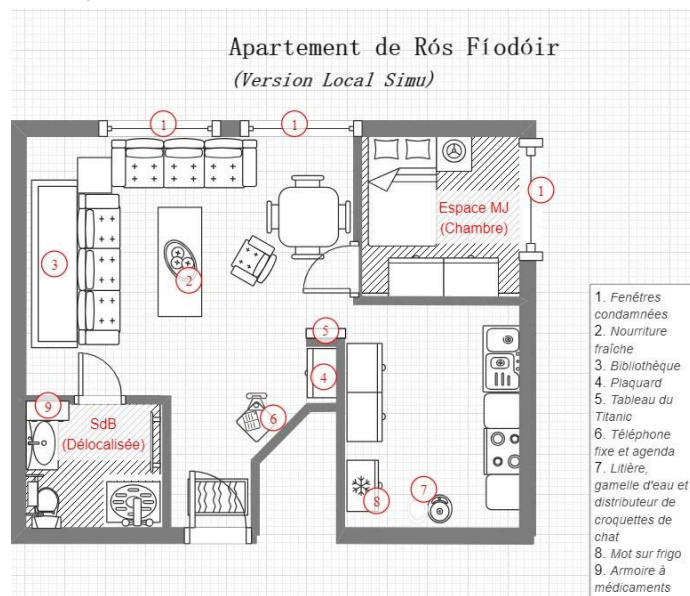 Apartement de Rós Fíodóir
(Version Local Simu)
1
1
1
Espace MJ
(Chambre)
3
2
5
4
9
SdB
(Délocalisée)
6
7
8
1. Fenêtres
condamnées
2. Nourriture
fraîche
3. Bibliothèque
4. Plaquard
5. Tableau du
Titanic
6. Téléphone
fixe et agenda
7. Litière,
gamelle d'eau et
distributeur de
croquettes de
chat
8. Mot sur frigo
9. Armoire à
médicaments